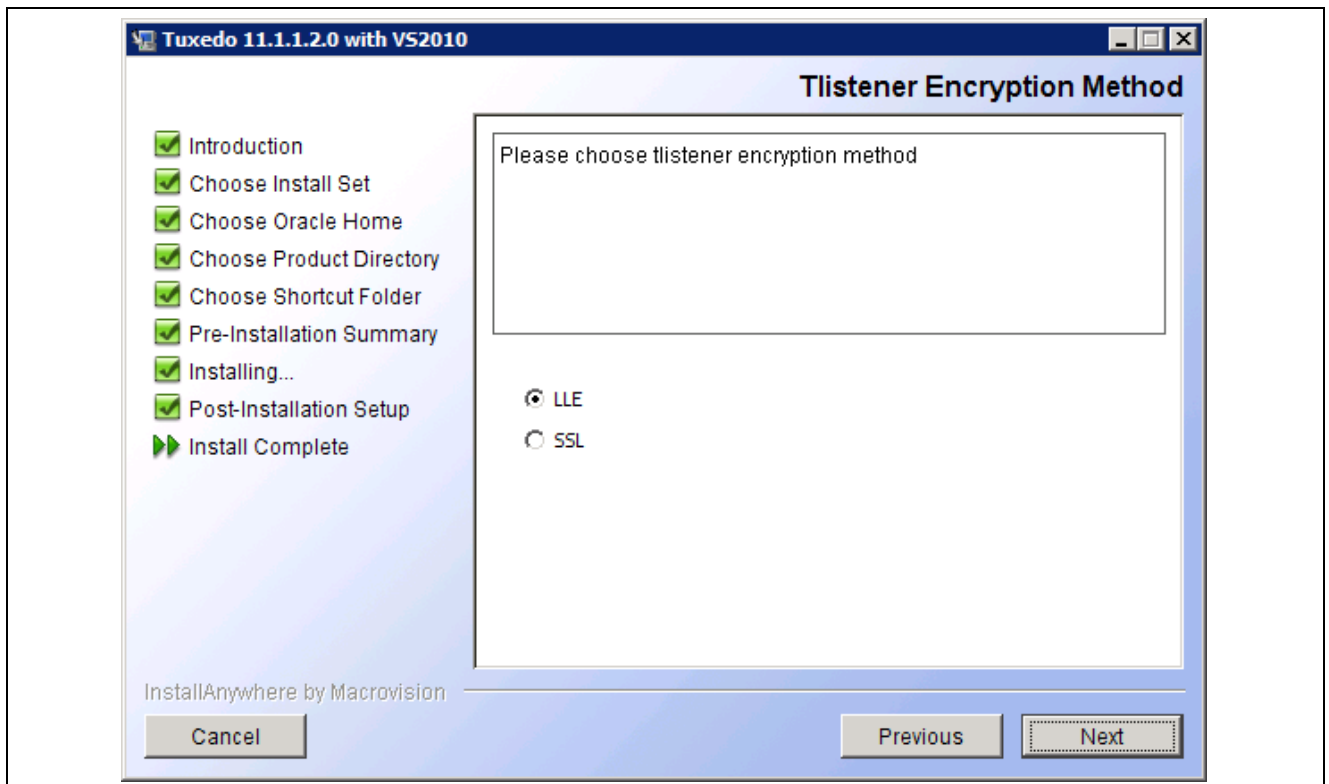 Tuxedo 11.1.1.2.0 with VS2010
Tlistener Encryption Method
Introduction
Choose Install Set
Choose Oracle Home
Choose Product Directory
Choose Shortcut Folder
Pre-Installation Summary
Installing...
Post-Installation Setup
Install Complete
Please choose tlistener encryption method
LLE
SSL
InstallAnywhere by Macrovision
Cancel
Previous
Next